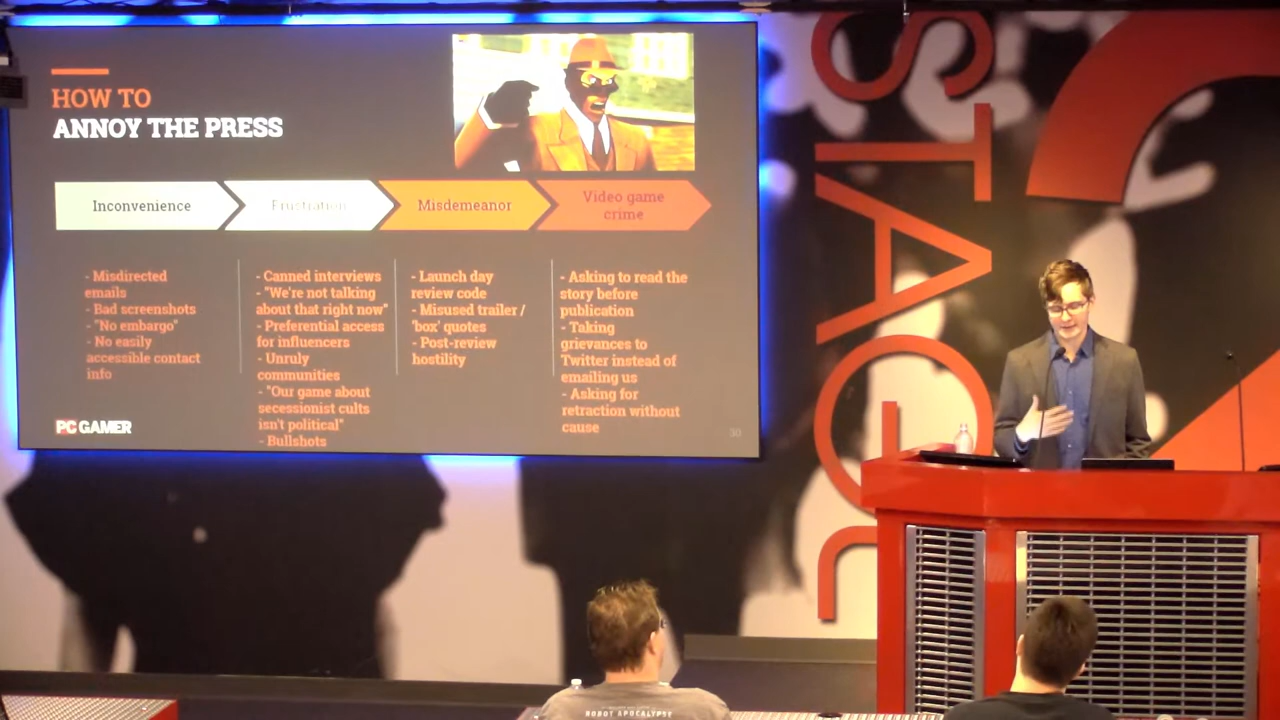 HOW TO
ANNOY THE PRESS
Inconvenience
Frustration
Misdemeanor
Video game
crime
- Misdirected
emails
- Bad screenshots
- "No embargo"
- No easily
accessible contact
info
- Canned interviews
- "We're not talking
about that right now"
- Preferential access
for influencers
- Unruly
communities
- "Our game about
secessionist cults
isn't political"
- Bullshots
- Launch day
review code
- Misused trailer /
'box' quotes
- Post-review
hostility
- Asking to read the
story before
publication
- Taking
grievances to
Twitter instead of
emailing us
- Asking for
retraction without
cause
PC GAMER
30
ROBOT APOCALYPSE